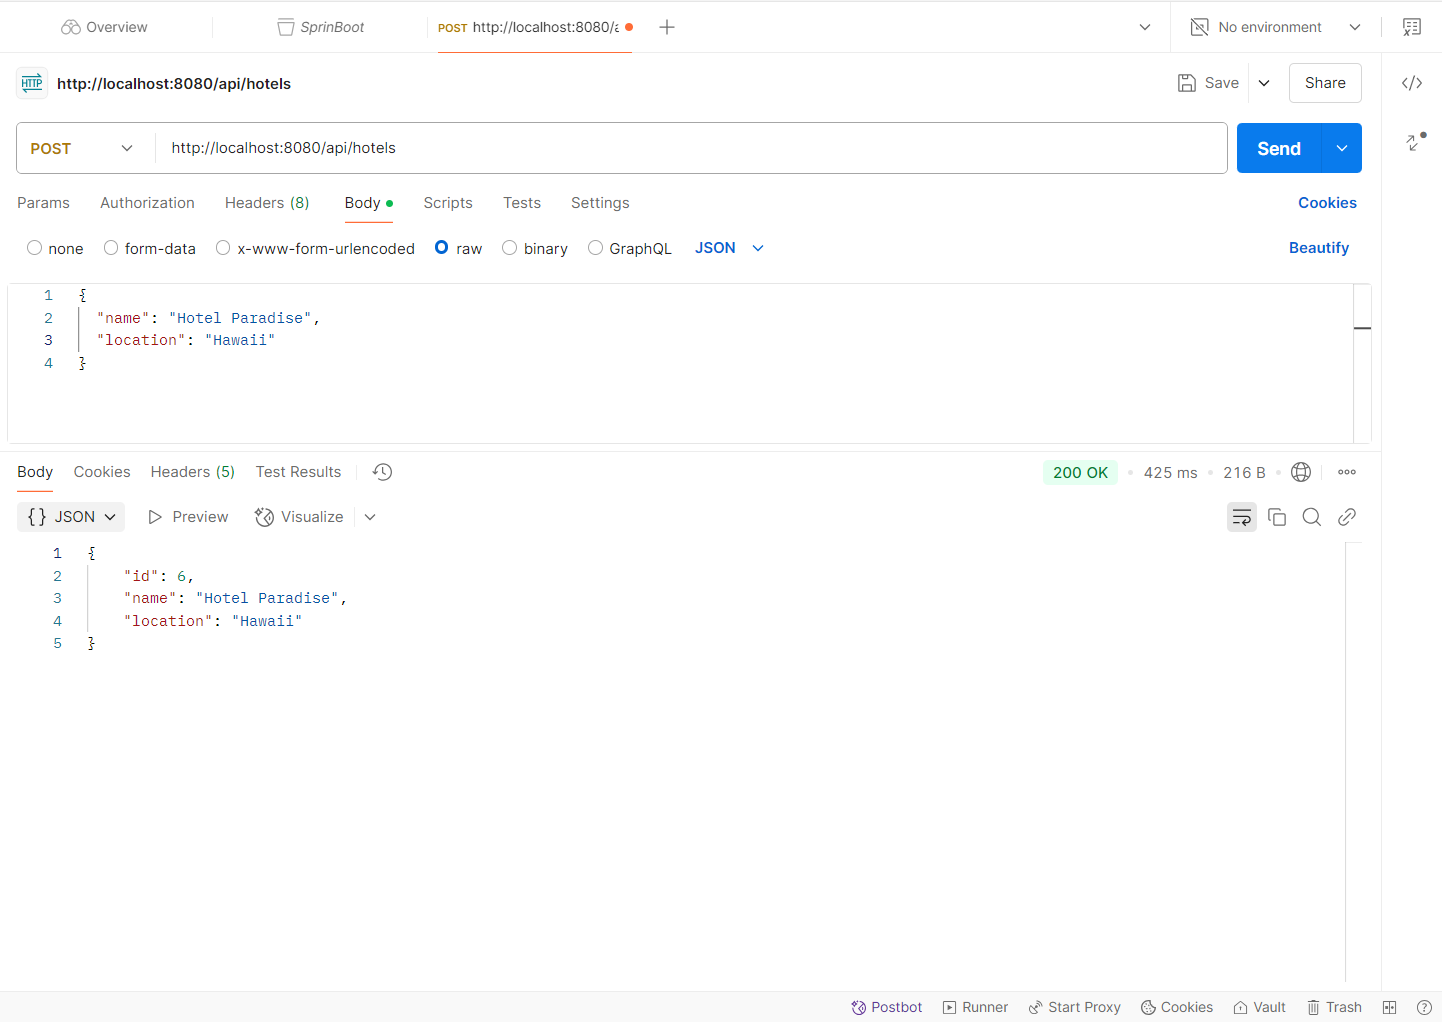 Overview SprinBoot POST http://localhost:8080/a No environment
HTTP http://localhost:8080/api/hotels Save Share
POST http://localhost:8080/api/hotels Send
Params Authorization Headers (8) Body Scripts Tests Settings Cookies
none form-data x-www-form-urlencoded raw binary GraphQL JSON Beautify
1 {
2 "name": "Hotel Paradise",
3 "location": "Hawaii"
4 }
Body Cookies Headers (5) Test Results 200 OK 425 ms 216 B
{} JSON Preview Visualize
1 {
2 "id": 6,
3 "name": "Hotel Paradise",
4 "location": "Hawaii"
5 }
Postbot Runner Start Proxy Cookies Vault Trash